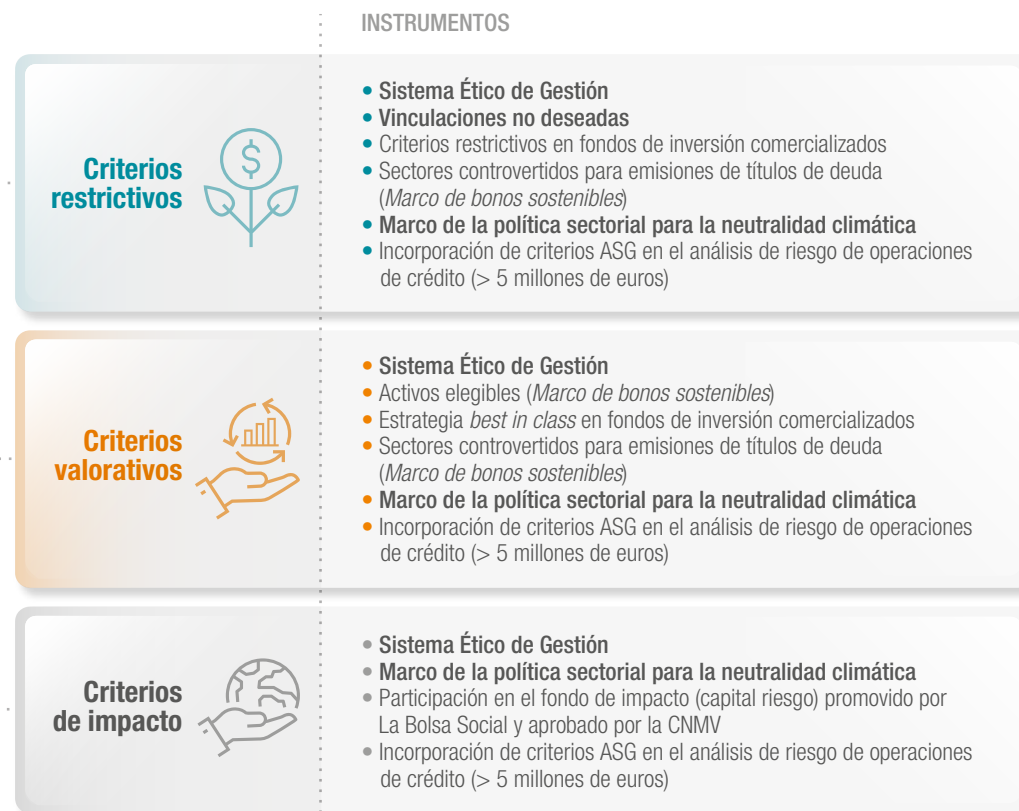 INSTRUMENTOS
Criterios
restrictivos
$
• Sistema Ético de Gestión
• Vinculaciones no deseadas
• Criterios restrictivos en fondos de inversión comercializados
• Sectores controvertidos para emisiones de títulos de deuda
(Marco de bonos sostenibles)
• Marco de la política sectorial para la neutralidad climática
• Incorporación de criterios ASG en el análisis de riesgo de operaciones
de crédito (> 5 millones de euros)
Criterios
valorativos
• Sistema Ético de Gestión
• Activos elegibles (Marco de bonos sostenibles)
• Estrategia best in class en fondos de inversión comercializados
• Sectores controvertidos para emisiones de títulos de deuda
(Marco de bonos sostenibles)
• Marco de la política sectorial para la neutralidad climática
• Incorporación de criterios ASG en el análisis de riesgo de operaciones
de crédito (> 5 millones de euros)
Criterios
de impacto
• Sistema Ético de Gestión
• Marco de la política sectorial para la neutralidad climática
• Participación en el fondo de impacto (capital riesgo) promovido por
La Bolsa Social y aprobado por la CNMV
• Incorporación de criterios ASG en el análisis de riesgo de operaciones
de crédito (> 5 millones de euros)